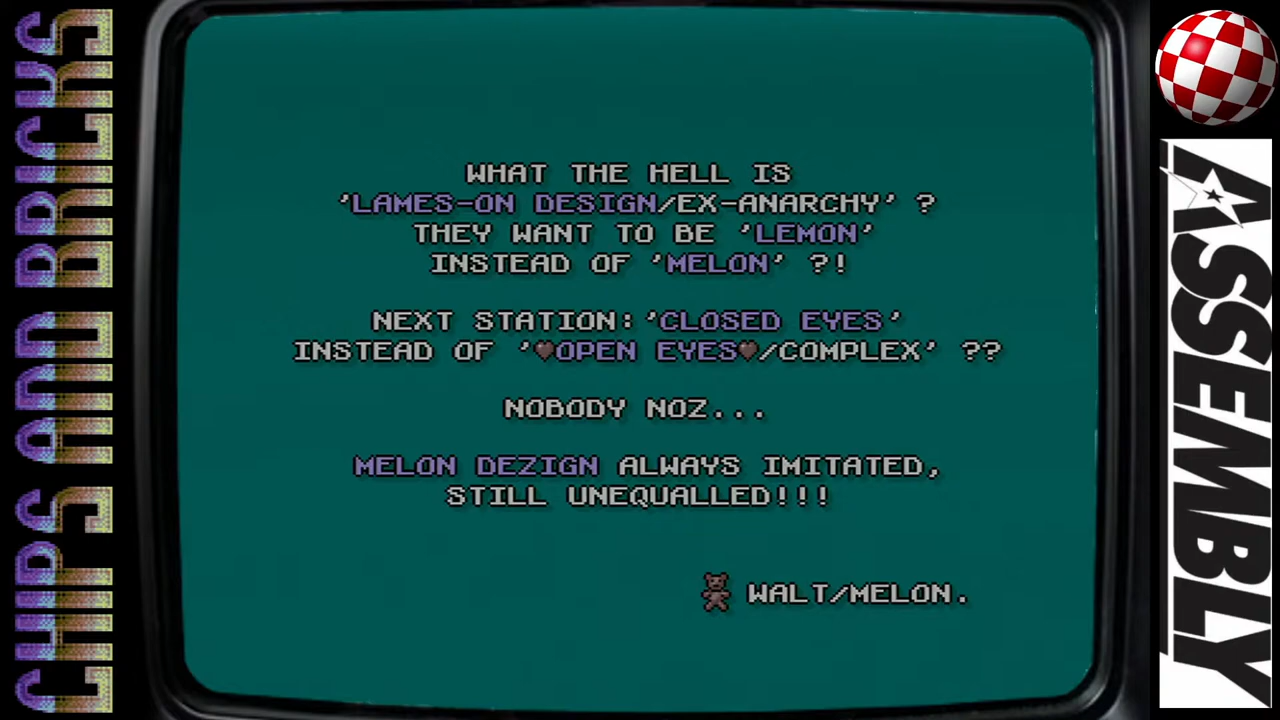 CHIPS AND BRICKS
WHAT THE HELL IS
'LAMES-ON DESIGN/EX-ANARCHY' ?
THEY WANT TO BE 'LEMON'
INSTEAD OF 'MELON' ?!
NEXT STATION:'CLOSED EYES'
INSTEAD OF '♥OPEN EYES♥/COMPLEX' ??
NOBODY NOZ...
MELON DEZIGN ALWAYS IMITATED,
STILL UNEQUALLED!!!
WALT/MELON.
ASSEMBLY